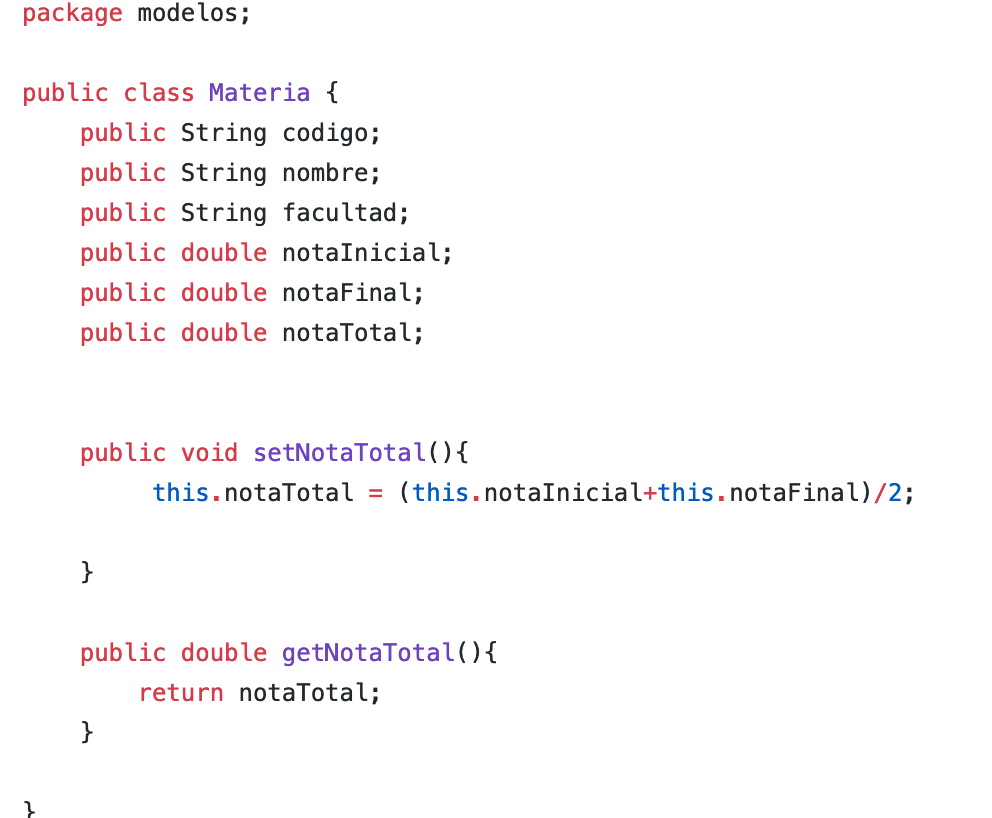 package modelos;
public class Materia {
public String codigo;
public String nombre;
public String facultad;
public double notaInicial;
public double notaFinal;
public double notaTotal;
public void setNotaTotal(){
this.notaTotal = (this.notaInicial+this.notaFinal)/2;
}
public double getNotaTotal(){
return notaTotal;
}
}